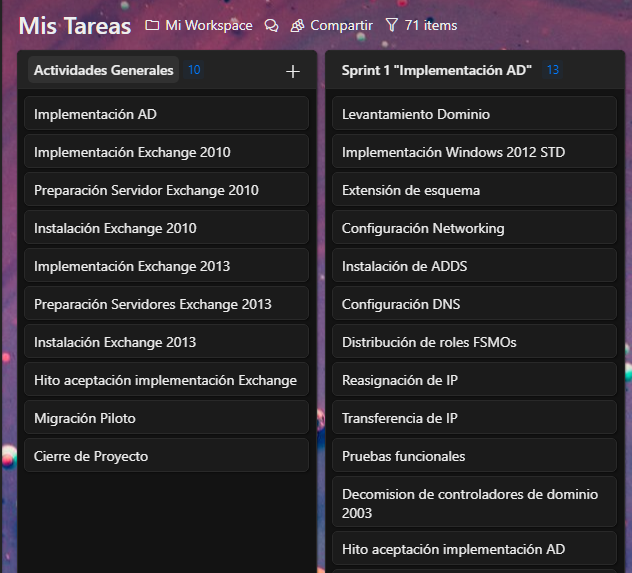 Mis Tareas
Mi Workspace
Compartir
71 items
Actividades Generales 10
Implementación AD
Implementación Exchange 2010
Preparación Servidor Exchange 2010
Instalación Exchange 2010
Implementación Exchange 2013
Preparación Servidores Exchange 2013
Instalación Exchange 2013
Hito aceptación implementación Exchange
Migración Piloto
Cierre de Proyecto
Sprint 1 "Implementación AD" 13
Levantamiento Dominio
Implementación Windows 2012 STD
Extensión de esquema
Configuración Networking
Instalación de ADDS
Configuración DNS
Distribución de roles FSMOs
Reasignación de IP
Transferencia de IP
Pruebas funcionales
Decomision de controladores de dominio
2003
Hito aceptación implementación AD